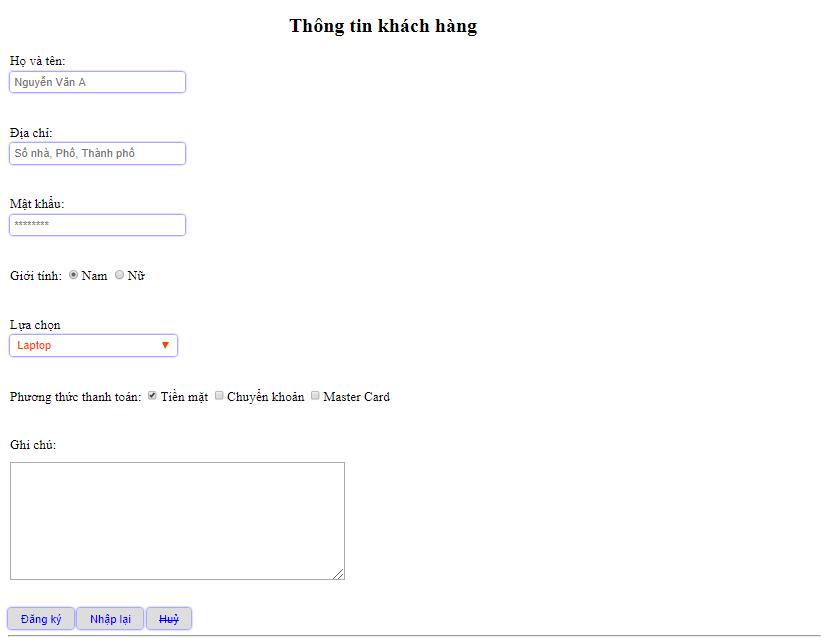 Thông tin khách hàng
Họ và tên:
Nguyễn Văn A
Địa chỉ:
Số nhà, Phố, Thành phố
Mật khẩu:
********
Giới tính: Nam Nữ
Lựa chọn
Laptop
Phương thức thanh toán: Tiền mặt Chuyển khoản Master Card
Ghi chú:
Đăng ký Nhập lại Huỷ